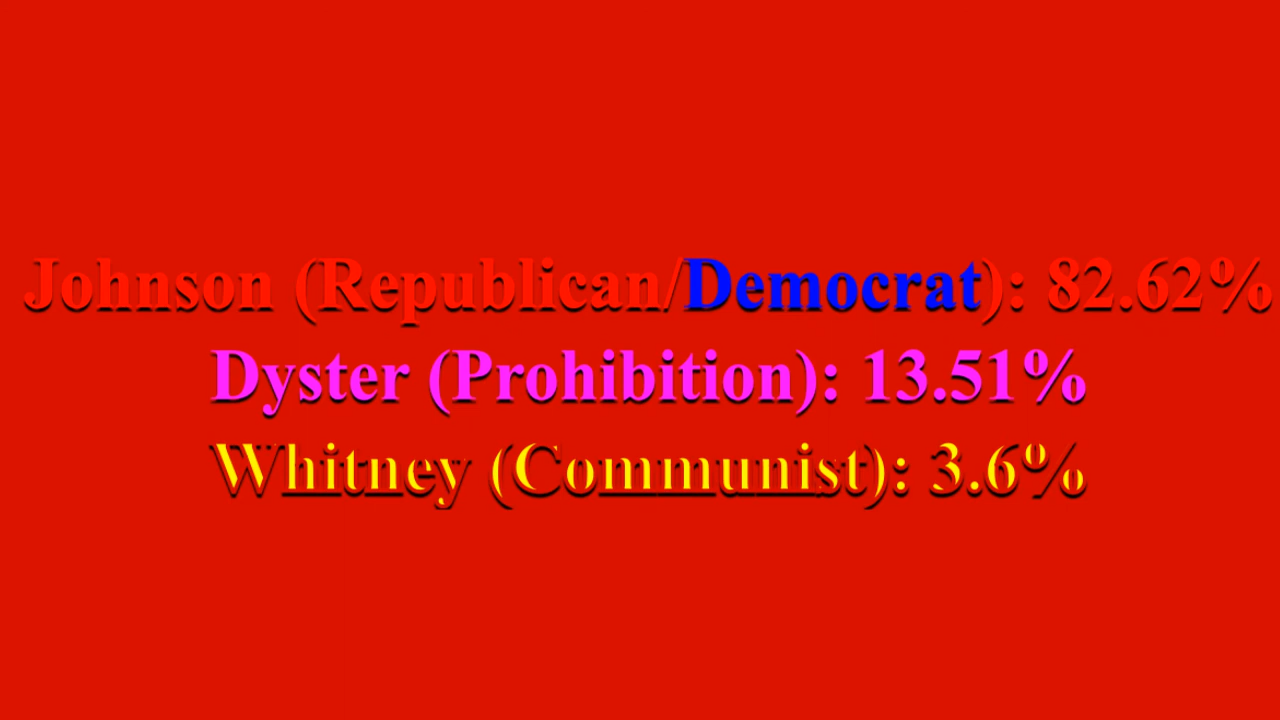 Johnson (Republican/Democrat): 82.62%
Dyster (Prohibition): 13.51%
Whitney (Communist): 3.6%